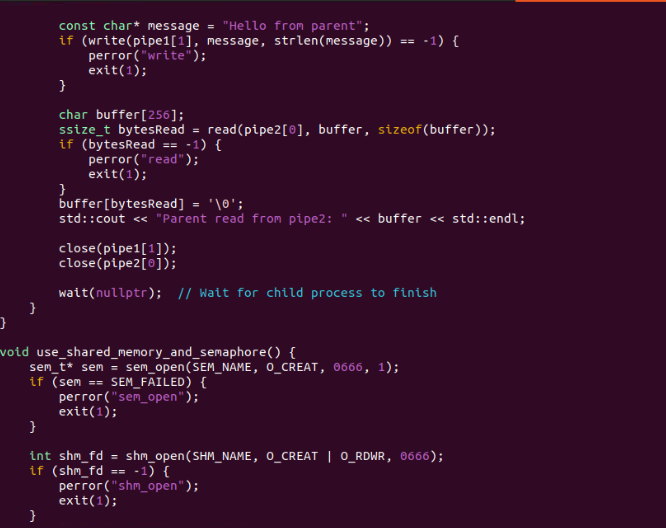 const char* message = "Hello from parent";
if (write(pipe1[1], message, strlen(message)) == -1) {
perror("write");
exit(1);
}
char buffer[256];
ssize_t bytesRead = read(pipe2[0], buffer, sizeof(buffer));
if (bytesRead == -1) {
perror("read");
exit(1);
}
buffer[bytesRead] = '\0';
std::cout << "Parent read from pipe2: " << buffer << std::endl;
close(pipe1[1]);
close(pipe2[0]);
wait(nullptr);  // Wait for child process to finish
}
}
void use_shared_memory_and_semaphore() {
sem_t* sem = sem_open(SEM_NAME, O_CREAT, 0666, 1);
if (sem == SEM_FAILED) {
perror("sem_open");
exit(1);
}
int shm_fd = shm_open(SHM_NAME, O_CREAT | O_RDWR, 0666);
if (shm_fd == -1) {
perror("shm_open");
exit(1);
}